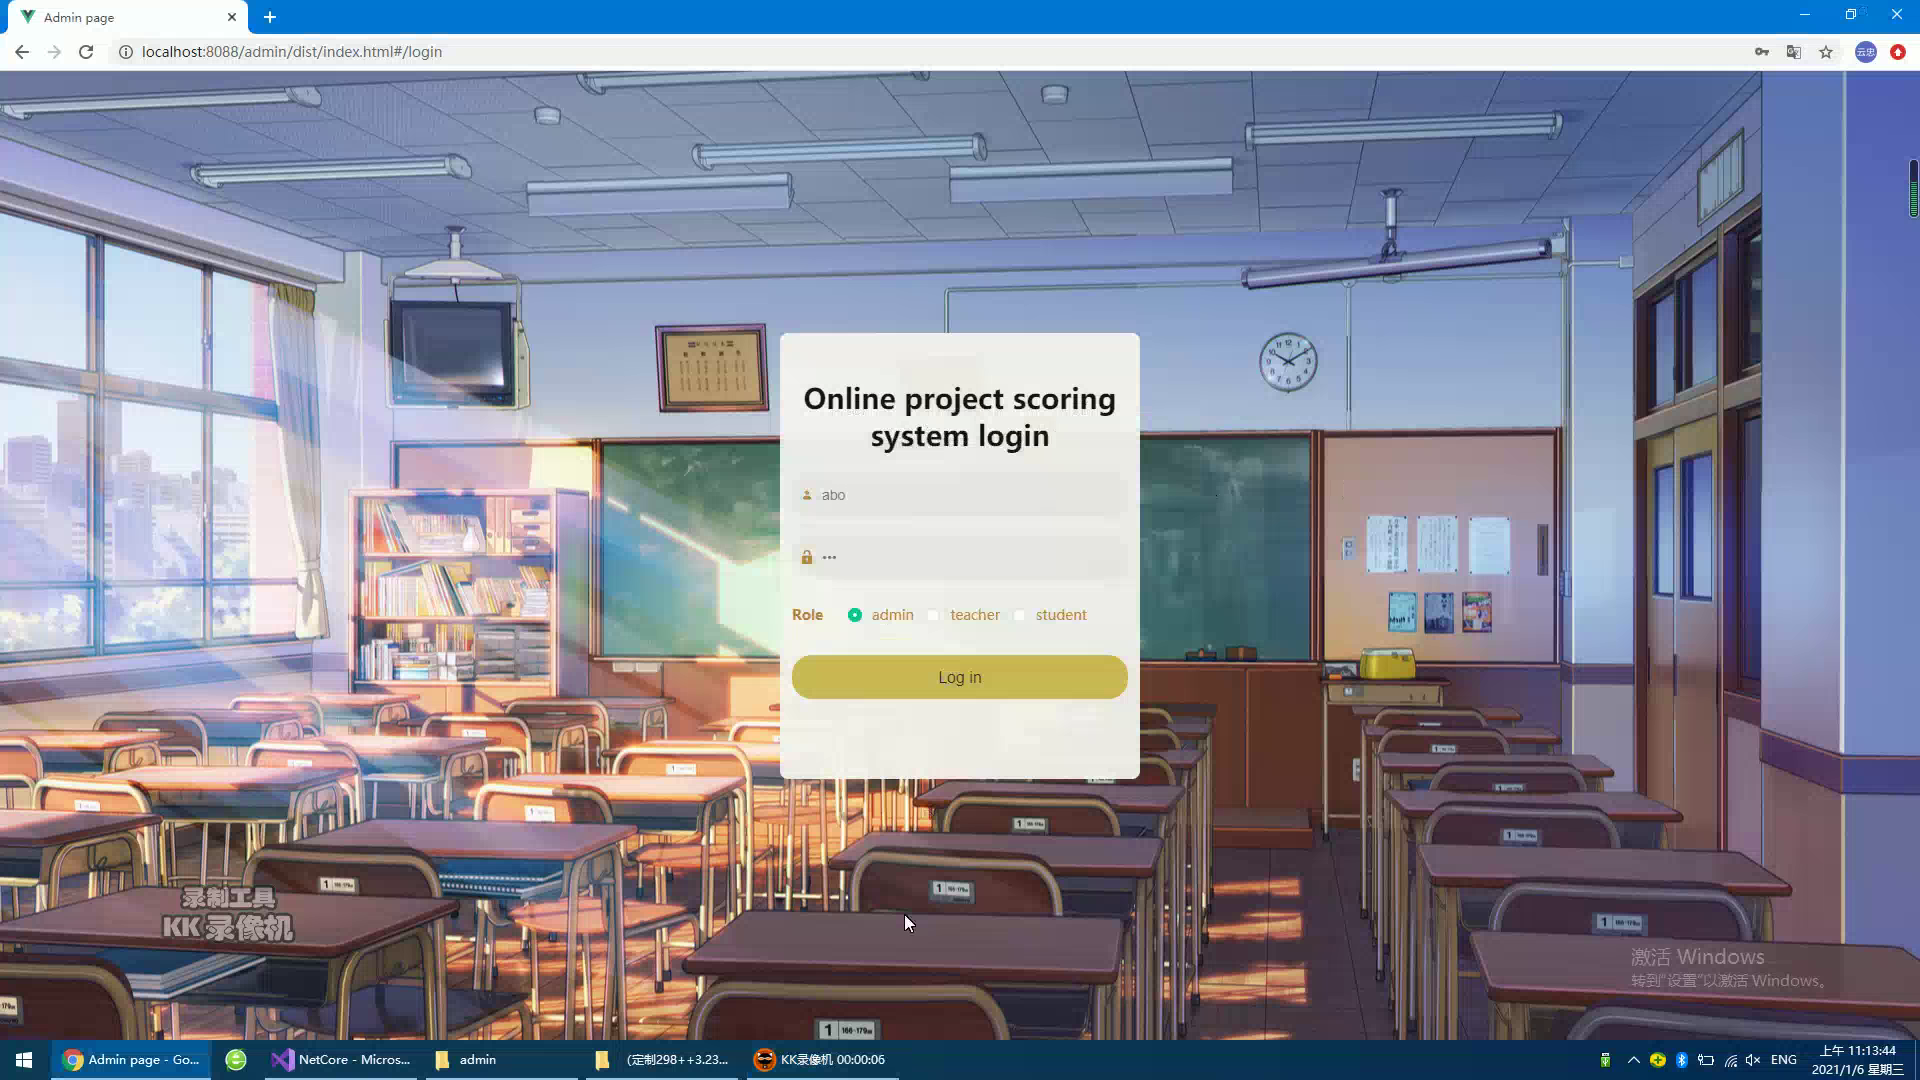 Admin page
localhost:8088/admin/dist/index.html#/login
云忠
Online project scoring
system login
abo
•••
Role admin teacher student
Log in
录制工具
KK 录像机
激活 Windows
转到"设置"以激活 Windows。
Admin page - Go...
NetCore - Micros...
admin
(定制298++3.23...
KK录像机 00:00:06
ENG
上午 11:13:44
2021/1/6 星期三